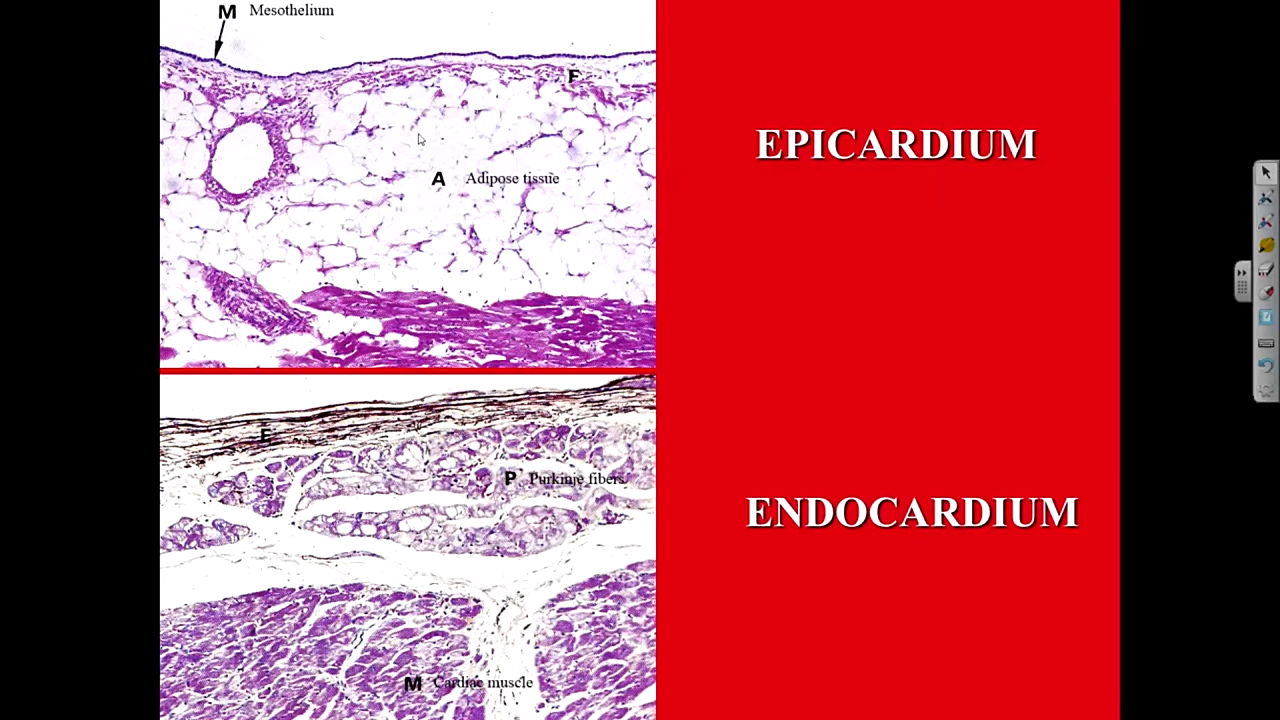 M Mesothelium
F
A Adipose tissue
EPICARDIUM
E
P Purkinje fibers
ENDOCARDIUM
M Cardiac muscle